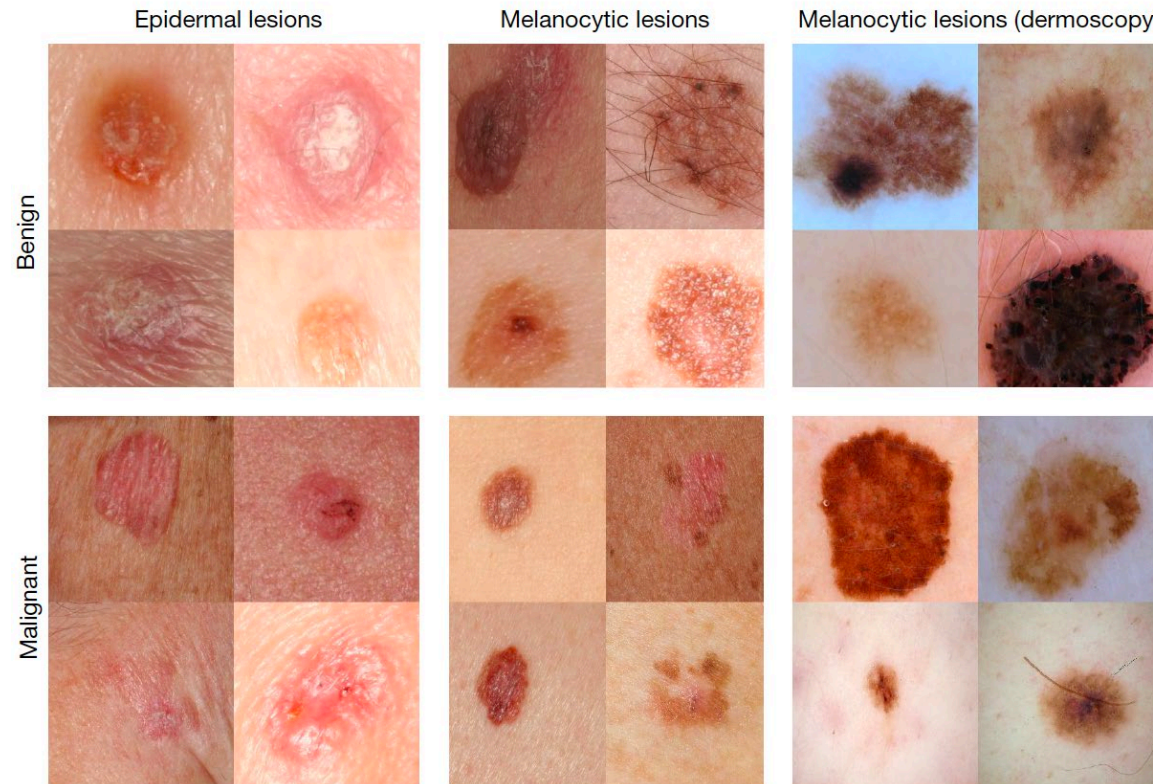 Epidermal lesions
Melanocytic lesions
Melanocytic lesions (dermoscopy
Benign
Malignant